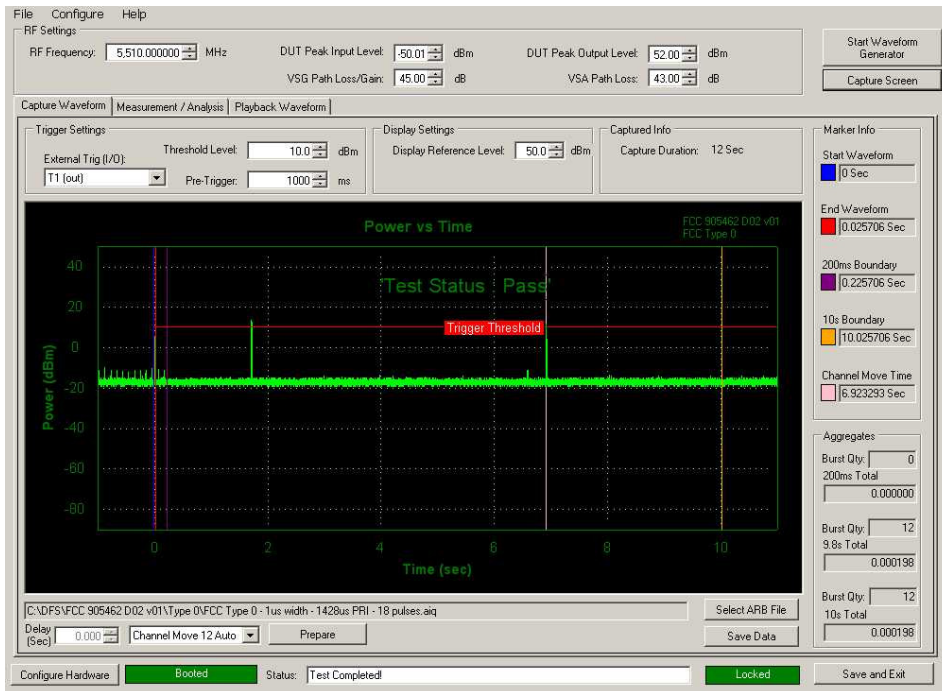 File Configure Help
RF Settings
RF Frequency: 5,510.000000 MHz DUT Peak Input Level: -50.01 dBm DUT Peak Output Level: 52.00 dBm
VSG Path Loss/Gain: 45.00 dB VSA Path Loss: 43.00 dB
Start Waveform Generator
Capture Screen
Capture Waveform Measurement / Analysis Playback Waveform
Trigger Settings
External Trig (I/O):
T1 (out)
Threshold Level: 10.0 dBm
Pre-Trigger: 1000 ms
Display Settings
Display Reference Level: 50.0 dBm
Captured Info
Capture Duration: 12 Sec
Marker Info
Start Waveform
0 Sec
End Waveform
0.025706 Sec
200ms Boundary
0.225706 Sec
10s Boundary
10.025706 Sec
Channel Move Time
6.923293 Sec
Power vs Time
FCC 905462 D02 v01
FCC Type 0
'Test Status : Pass'
Trigger Threshold
Power (dBm)
40
20
0
-20
-40
-60
-80
0 2 4 6 8 10
Time (sec)
Aggregates
Burst Qty: 0
200ms Total
0.000000
Burst Qty: 12
9.8s Total
0.000198
Burst Qty: 12
10s Total
0.000198
C:\DFS\FCC 905462 D02 v01\Type 0\FCC Type 0 - 1us width - 1428us PRI - 18 pulses.aiq
Select ARB File
Delay (Sec) 0.000 Channel Move 12 Auto Prepare Save Data
Configure Hardware Booted Status: Test Completed! Locked Save and Exit